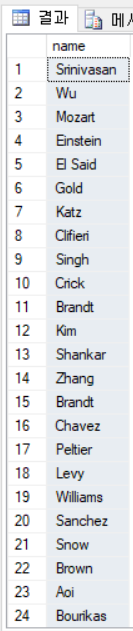 결과 메시
name
1 Srinivasan
2 Wu
3 Mozart
4 Einstein
5 El Said
6 Gold
7 Katz
8 Clifieri
9 Singh
10 Crick
11 Brandt
12 Kim
13 Shankar
14 Zhang
15 Brandt
16 Chavez
17 Peltier
18 Levy
19 Williams
20 Sanchez
21 Snow
22 Brown
23 Aoi
24 Bourikas